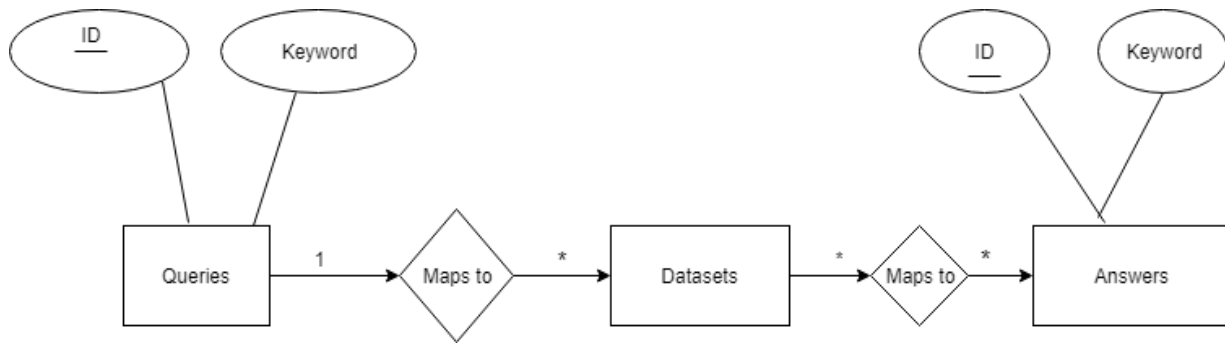 ID
Keyword
ID
Keyword
Queries
1
Maps to
*
Datasets
*
Maps to
*
Answers